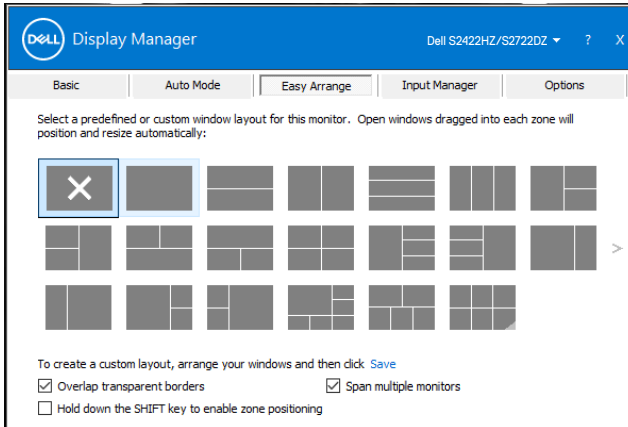 DELL Display Manager Dell S2422HZ/S2722DZ ? X
Basic Auto Mode Easy Arrange Input Manager Options
Select a predefined or custom window layout for this monitor. Open windows dragged into each zone will
position and resize automatically:
To create a custom layout, arrange your windows and then click Save
Overlap transparent borders Span multiple monitors
Hold down the SHIFT key to enable zone positioning